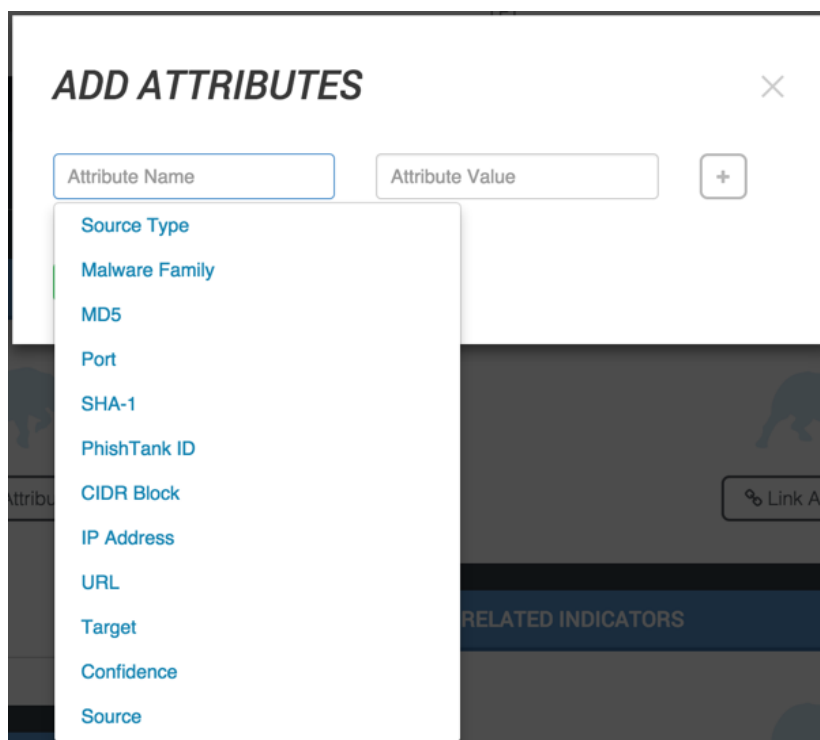 ADD ATTRIBUTES
Attribute Name
Attribute Value
Source Type
Malware Family
MD5
Port
SHA-1
PhishTank ID
CIDR Block
IP Address
URL
Target
Confidence
Source
Link A
RELATED INDICATORS